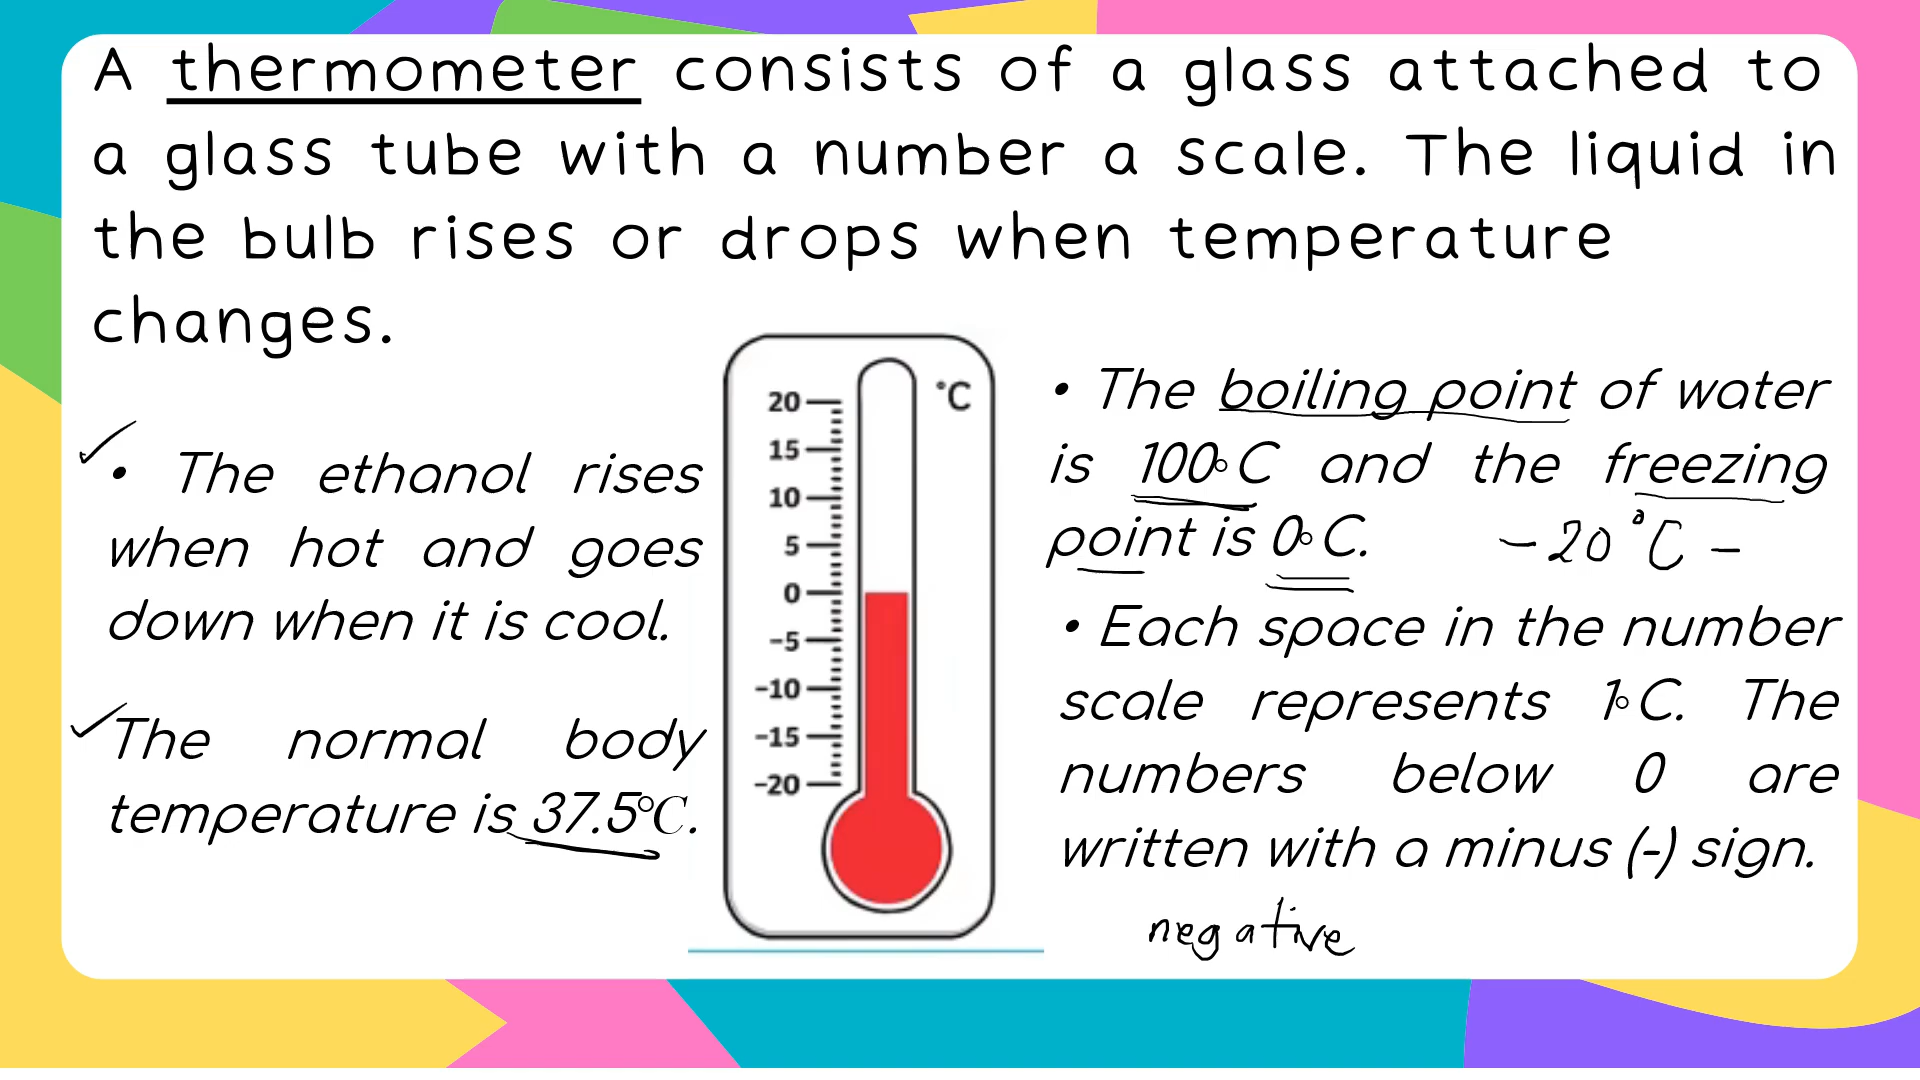 A thermometer consists of a glass attached to
a glass tube with a number a scale. The liquid in
the bulb rises or drops when temperature
changes.
• The ethanol rises
when hot and goes
down when it is cool.
The normal body
temperature is 37.5°C.
°C
20
15
10
5
0
-5
-10
-15
-20
• The boiling point of water
is 100°C and the freezing
point is 0°C.
-20°C -
• Each space in the number
scale represents 1°C. The
numbers below 0 are
written with a minus (-) sign.
negative